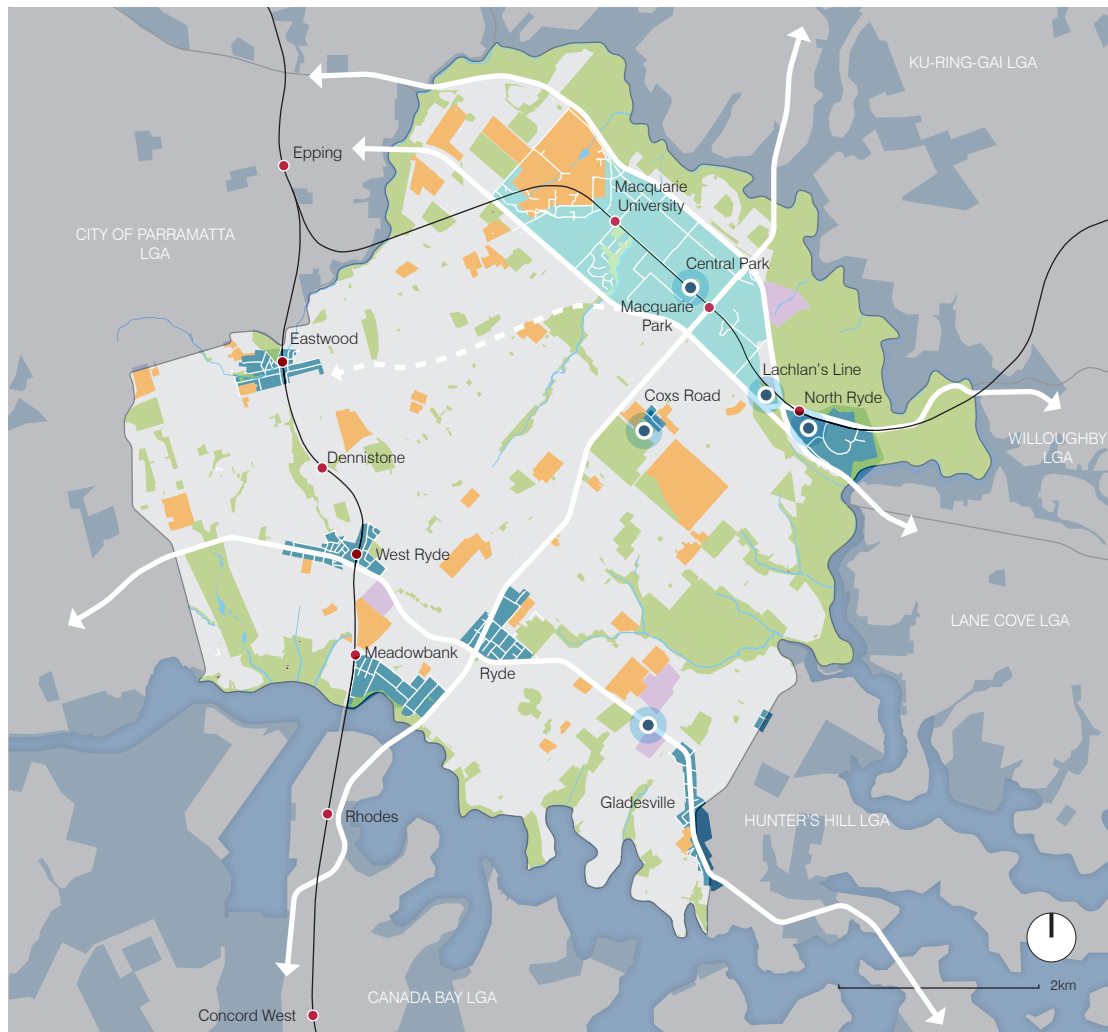 KU-RING-GAI LGA
Epping
Macquarie
University
CITY OF PARRAMATTA
LGA
Central Park
Macquarie
Park
Eastwood
Lachlan's Line
Coxs Road
North Ryde
WILLOUGHBY
LGA
Dennistone
West Ryde
LANE COVE LGA
Meadowbank
Ryde
Gladesville
Rhodes
HUNTER'S HILL LGA
2km
CANADA BAY LGA
Concord West